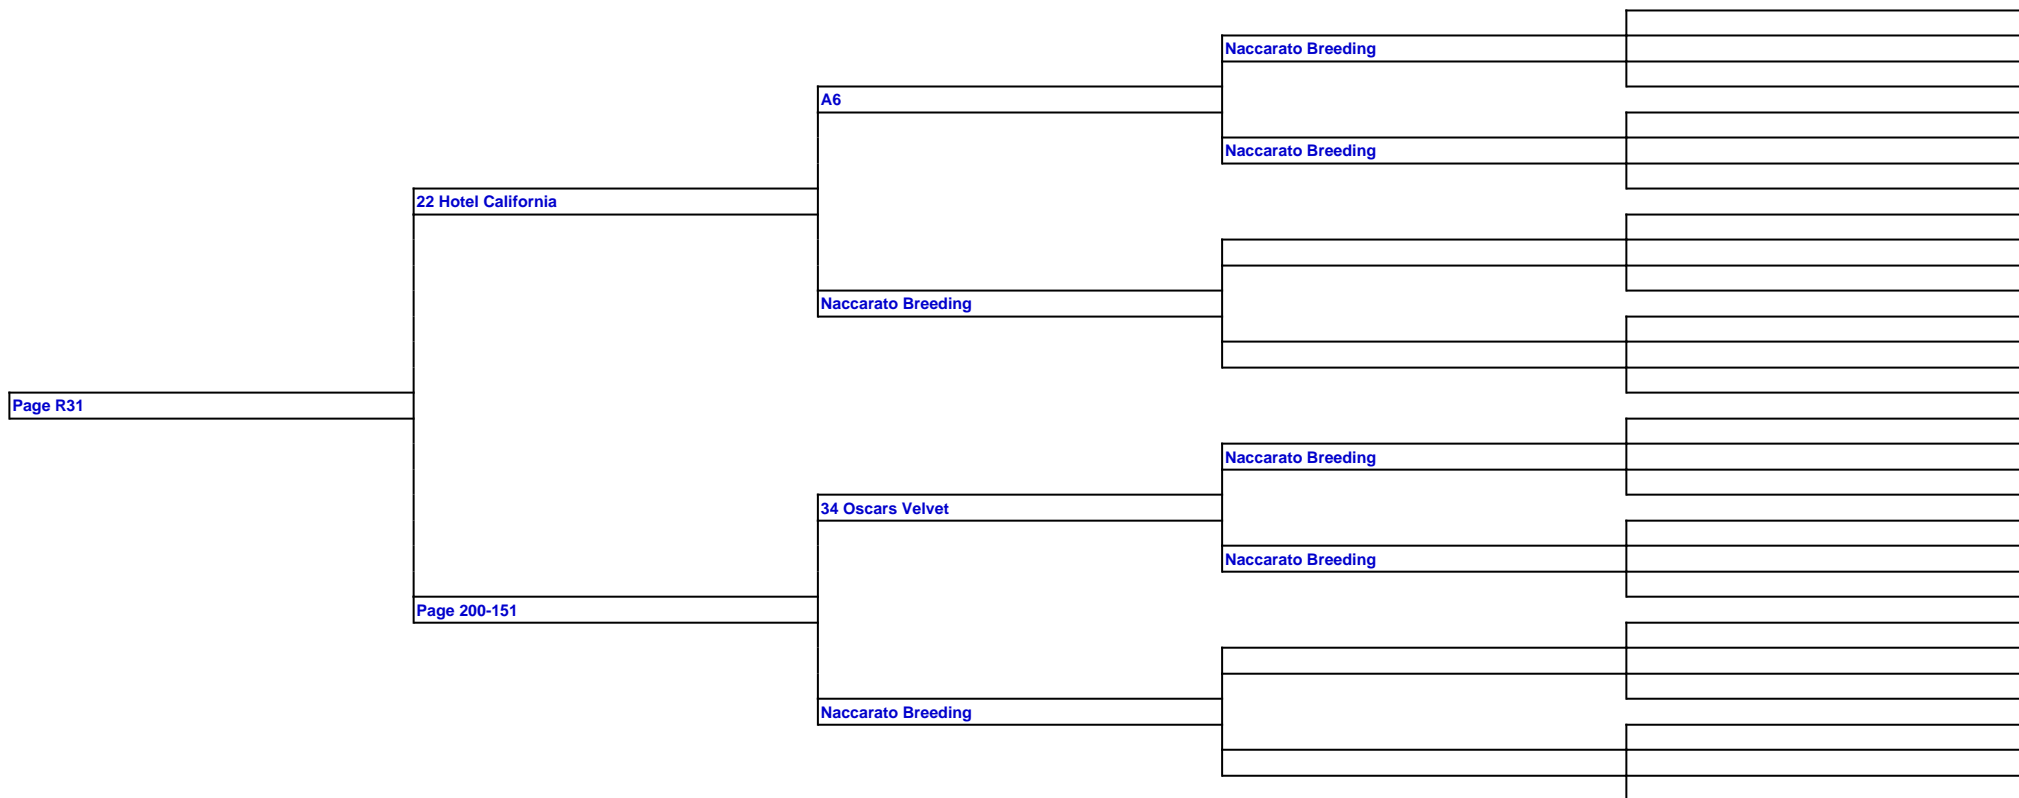 Naccarato Breeding
A6
Naccarato Breeding
22 Hotel California
Naccarato Breeding
Page R31
Naccarato Breeding
34 Oscars Velvet
Naccarato Breeding
Page 200-151
Naccarato Breeding